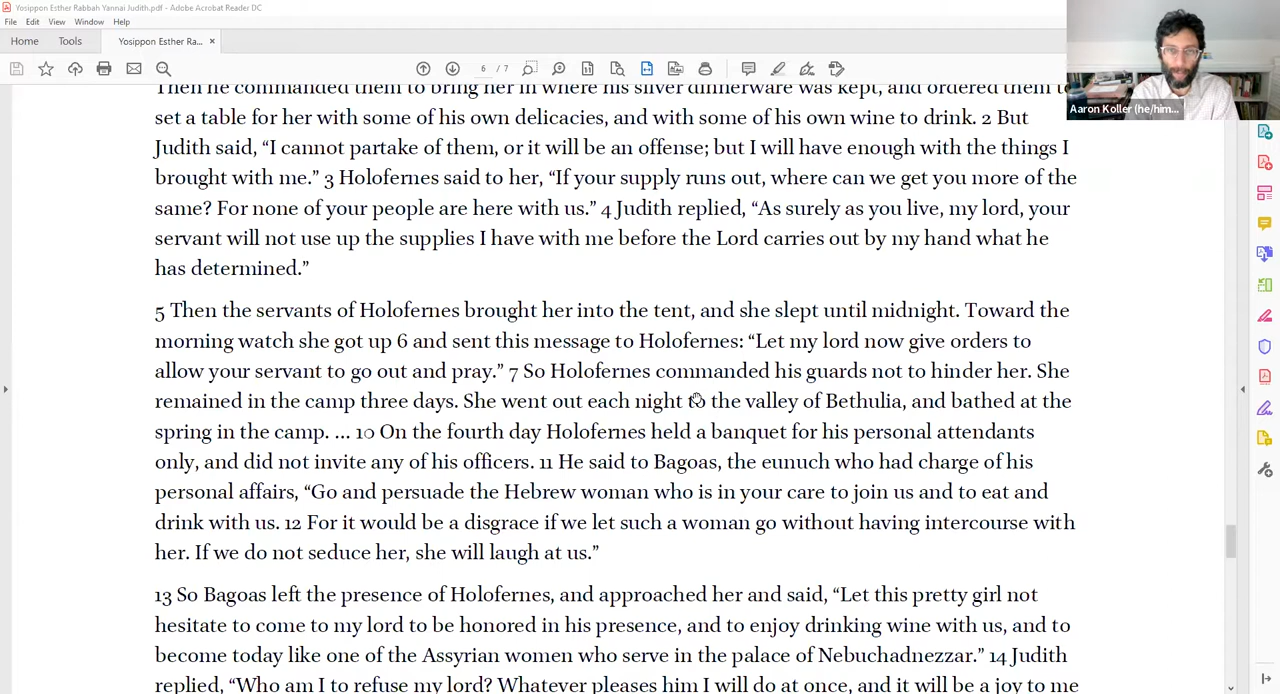 Yosippon Esther Rabbah Yannai Judith.pdf - Adobe Acrobat Reader DC
File Edit View Window Help
Home Tools Yosippon Esther Ra... ×
6 / 7
Aaron Koller (he/him...
Then he commanded them to bring her in where his silver dinnerware was kept, and ordered them to
set a table for her with some of his own delicacies, and with some of his own wine to drink. 2 But
Judith said, “I cannot partake of them, or it will be an offense; but I will have enough with the things I
brought with me.” 3 Holofernes said to her, “If your supply runs out, where can we get you more of the
same? For none of your people are here with us.” 4 Judith replied, “As surely as you live, my lord, your
servant will not use up the supplies I have with me before the Lord carries out by my hand what he
has determined.”
5 Then the servants of Holofernes brought her into the tent, and she slept until midnight. Toward the
morning watch she got up 6 and sent this message to Holofernes: “Let my lord now give orders to
allow your servant to go out and pray.” 7 So Holofernes commanded his guards not to hinder her. She
remained in the camp three days. She went out each night to the valley of Bethulia, and bathed at the
spring in the camp. ... 10 On the fourth day Holofernes held a banquet for his personal attendants
only, and did not invite any of his officers. 11 He said to Bagoas, the eunuch who had charge of his
personal affairs, “Go and persuade the Hebrew woman who is in your care to join us and to eat and
drink with us. 12 For it would be a disgrace if we let such a woman go without having intercourse with
her. If we do not seduce her, she will laugh at us.”
13 So Bagoas left the presence of Holofernes, and approached her and said, “Let this pretty girl not
hesitate to come to my lord to be honored in his presence, and to enjoy drinking wine with us, and to
become today like one of the Assyrian women who serve in the palace of Nebuchadnezzar.” 14 Judith
replied, “Who am I to refuse my lord? Whatever pleases him I will do at once, and it will be a joy to me